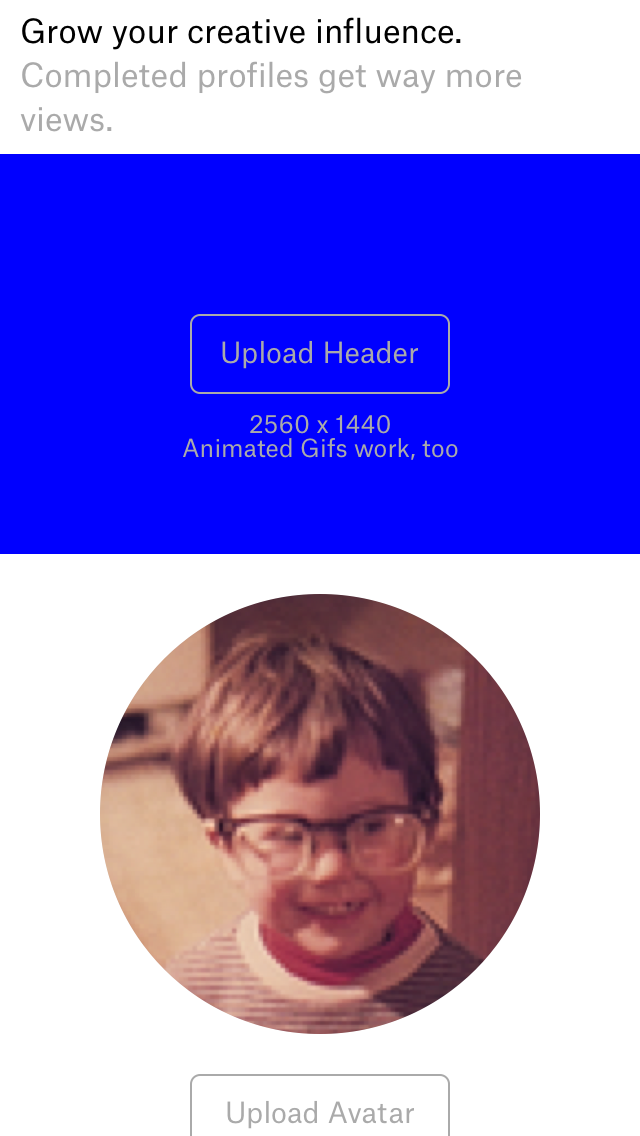 Grow your creative influence.
Completed profiles get way more
views.
Upload Header
2560 x 1440
Animated Gifs work, too
Upload Avatar